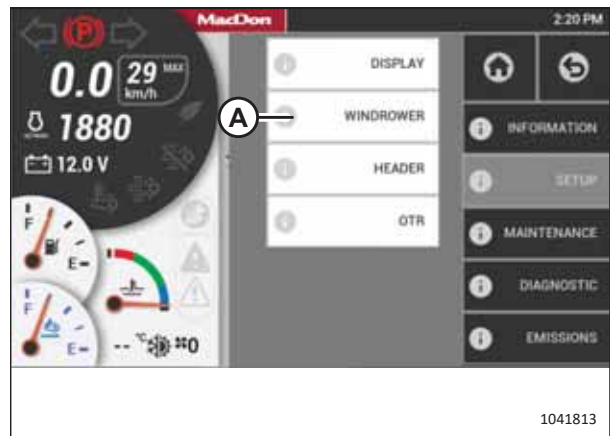 MacDon
2:20 PM
P
0.0 29 MAX
km/h
1880
12.0 V
F
E
F
E
-- °C 0
DISPLAY
A
WINDROWER
HEADER
OTR
INFORMATION
SETUP
MAINTENANCE
DIAGNOSTIC
EMISSIONS
1041813